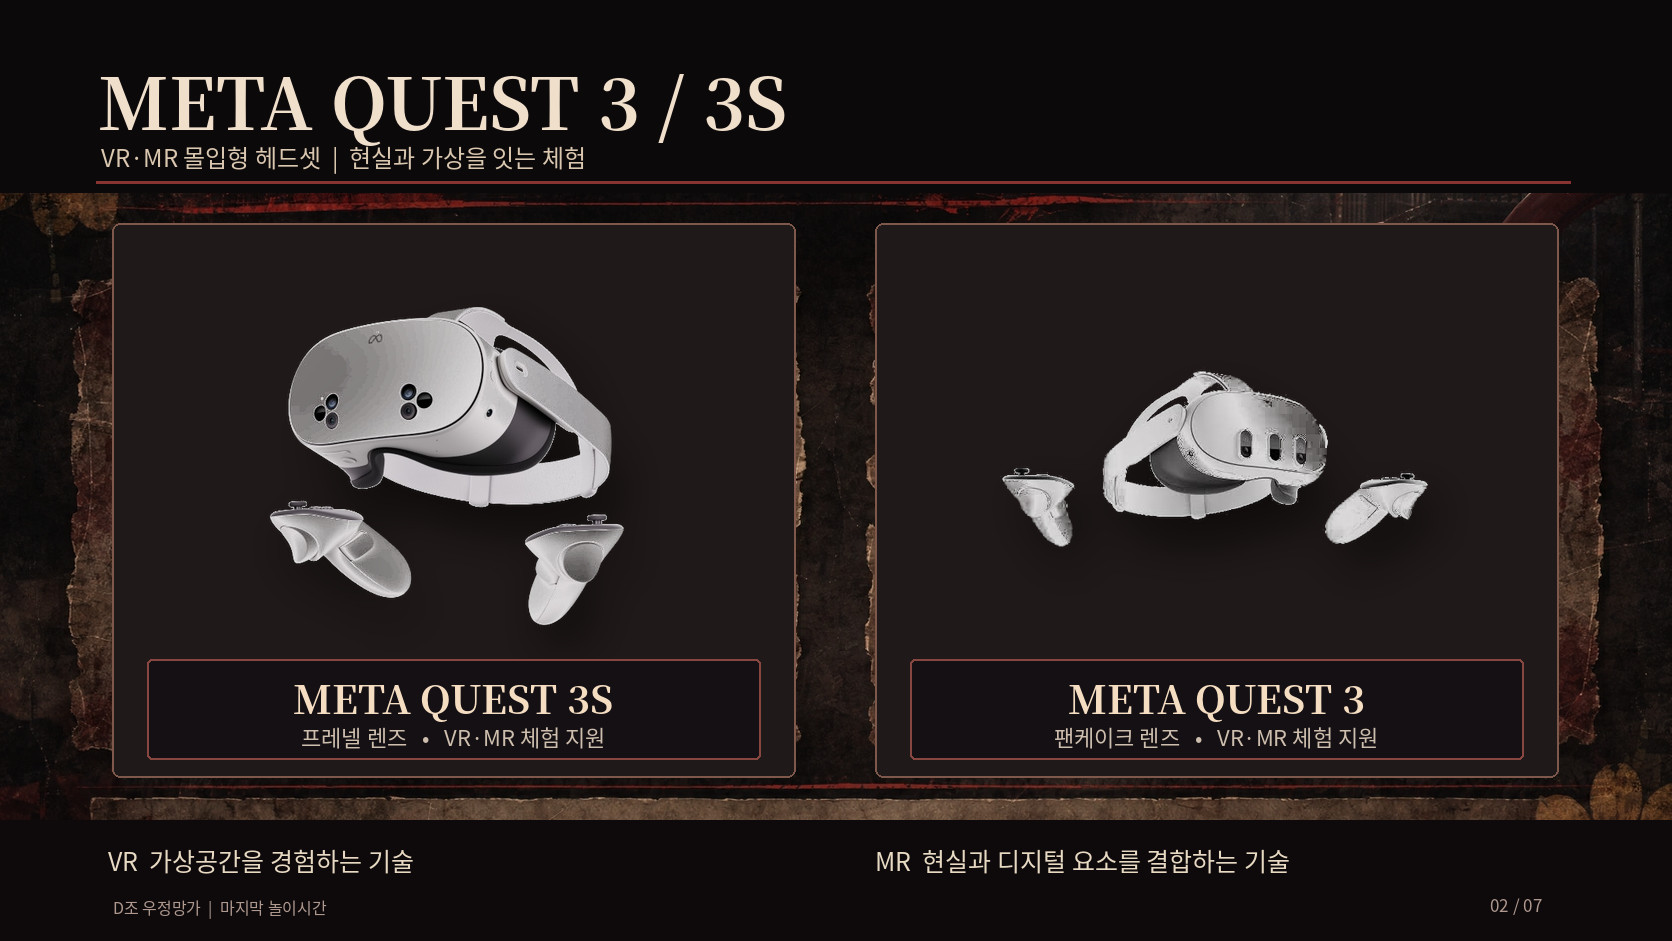 META QUEST 3 / 3S
VR·MR 몰입형 헤드셋 | 현실과 가상을 잇는 체험
META QUEST 3S
프레넬 렌즈 • VR·MR 체험 지원
META QUEST 3
팬케이크 렌즈 • VR·MR 체험 지원
VR 가상공간을 경험하는 기술
MR 현실과 디지털 요소를 결합하는 기술
D조 우정망가 | 마지막 놀이시간
02 / 07